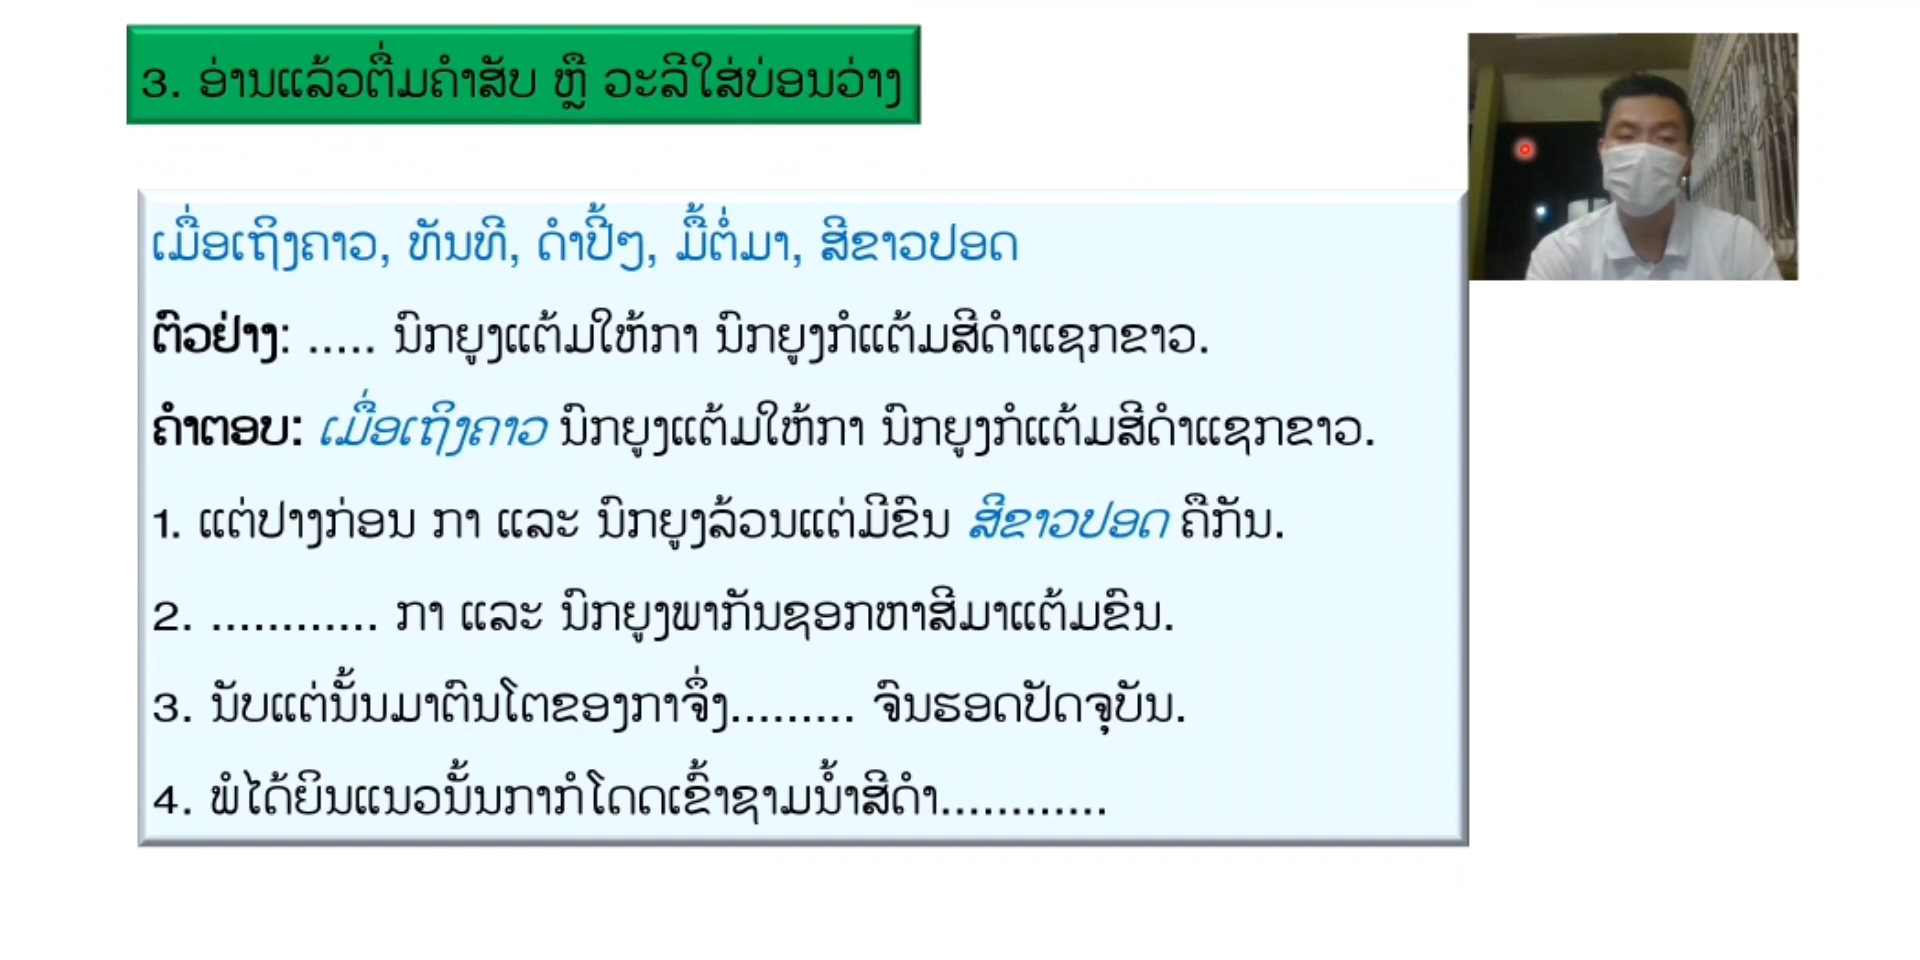 3. ອ່ານແລ້ວຕື່ມຄຳສັບ ຫຼື ວະລີໃສ່ບ່ອນວ່າງ
ເມື່ອເຖິງຄາວ, ທັນທີ, ດຳປີ້ໆ, ມື້ຕໍ່ມາ, ສີຂາວປອດ
ຕົວຢ່າງ: ..... ນົກຍູງແຕ້ມໃຫ້ກາ ນົກຍູງກໍແຕ້ມສີດຳແຊກຂາວ.
ຄຳຕອບ: ເມື່ອເຖິງຄາວ ນົກຍູງແຕ້ມໃຫ້ກາ ນົກຍູງກໍແຕ້ມສີດຳແຊກຂາວ.
1. ແຕ່ປາງກ່ອນ ກາ ແລະ ນົກຍູງລ້ວນແຕ່ມີຂົນ ສີຂາວປອດ ຄືກັນ.
2. ............ ກາ ແລະ ນົກຍູງພາກັນຊອກຫາສີມາແຕ້ມຂົນ.
3. ນັບແຕ່ນັ້ນມາຕົນໂຕຂອງກາຈຶ່ງ......... ຈົນຮອດປັດຈຸບັນ.
4. ພໍໄດ້ຍິນແນວນັ້ນກາກໍໂດດເຂົ້າຊາມນ້ຳສີດຳ............